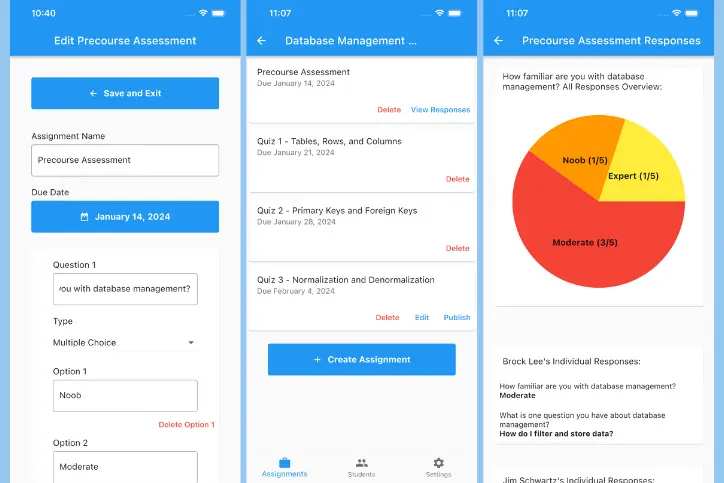 10:40
Edit Precourse Assessment
Save and Exit
Assignment Name
Precourse Assessment
Due Date
January 14, 2024
Question 1
you with database management?
Type
Multiple Choice
Option 1
Noob
Delete Option 1
Option 2
Moderate
11:07
Database Management ...
Precourse Assessment
Due January 14, 2024
Delete
View Responses
Quiz 1 - Tables, Rows, and Columns
Due January 21, 2024
Delete
Quiz 2 - Primary Keys and Foreign Keys
Due January 28, 2024
Delete
Quiz 3 - Normalization and Denormalization
Due February 4, 2024
Delete
Edit
Publish
+ Create Assignment
Assignments
Students
Settings
11:07
Precourse Assessment Responses
How familiar are you with database
management? All Responses Overview:
Noob (1/5)
Expert (1/5)
Moderate (3/5)
Brock Lee's Individual Responses:
How familiar are you with database management?
Moderate
What is one question you have about database
management?
How do I filter and store data?
Jim Schwartz's Individual Responses: